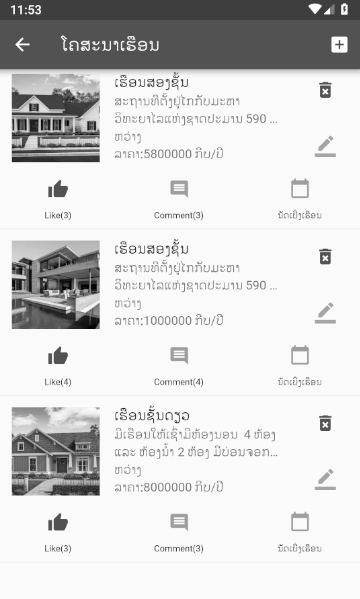 11:53
ໂຄສະນາເຮືອນ
ເຮືອນສອງຊັ້ນ
ສະຖານທີຕັ້ງຢູ່ໄກກັບມະຫາ
ວິທະຍາໄລແຫ່ງຊາດປະມານ 590 ...
ຫວ່າງ
ລາຄາ:5800000 ກີບ/ປີ
Like(3)
Comment(3)
ນັດເບິ່ງເຮືອນ
ເຮືອນສອງຊັ້ນ
ສະຖານທີຕັ້ງຢູ່ໄກກັບມະຫາ
ວິທະຍາໄລແຫ່ງຊາດປະມານ 590 ...
ຫວ່າງ
ລາຄາ:1000000 ກີບ/ປີ
Like(4)
Comment(4)
ນັດເບິ່ງເຮືອນ
ເຮືອນຊັ້ນດຽວ
ມີເຮືອນໃຫ້ເຊົ່າມີຫ້ອງນອນ 4 ຫ້ອງ
ແລະ ຫ້ອງນ້ຳ 2 ຫ້ອງ ມີບ່ອນຈອກ...
ຫວ່າງ
ລາຄາ:8000000 ກີບ/ປີ
Like(3)
Comment(3)
ນັດເບິ່ງເຮືອນ